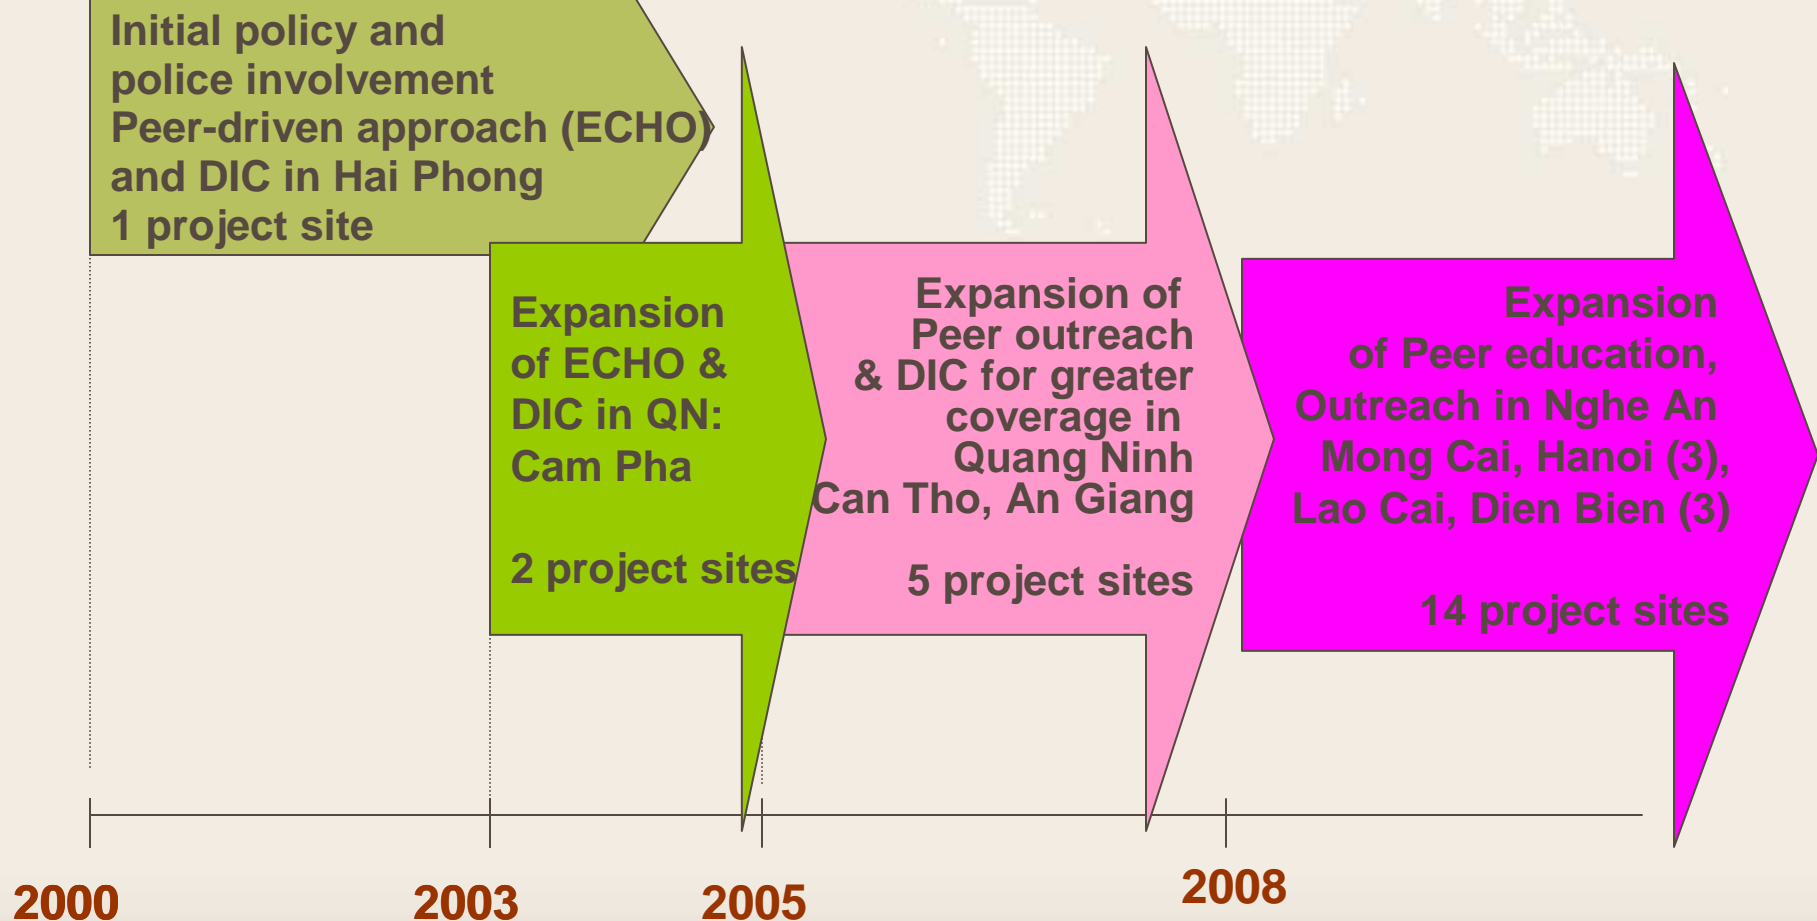 Initial policy and
police involvement
Peer-driven approach (ECHO)
and DIC in Hai Phong
1 project site
Expansion
of ECHO &
DIC in QN:
Cam Pha
2 project sites
Expansion of
Peer outreach
& DIC for greater
coverage in
Quang Ninh
Can Tho, An Giang
5 project sites
Expansion
of Peer education,
Outreach in Nghe An
Mong Cai, Hanoi (3),
Lao Cai, Dien Bien (3)
14 project sites
2000
2003
2005
2008